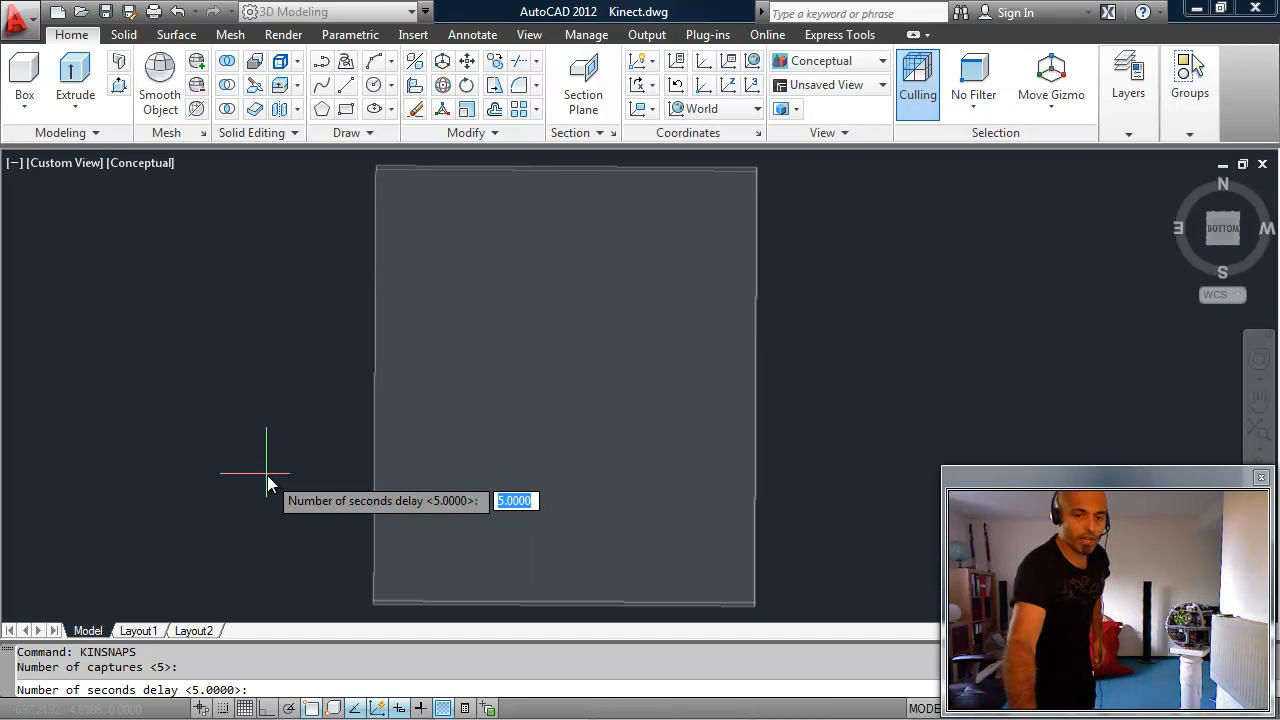 3D Modeling
AutoCAD 2012 Kinect.dwg
Type a keyword or phrase
Sign In
Home Solid Surface Mesh Render Parametric Insert Annotate View Manage Output Plug-ins Online Express Tools
Box
Extrude
Smooth Object
Section Plane
Conceptual
Unsaved View
World
Culling
No Filter
Move Gizmo
Layers
Groups
Modeling Mesh Solid Editing Draw Modify Section Coordinates View Selection
[−] [Custom View] [Conceptual]
N
E BOTTOM W
S
WCS
Number of seconds delay <5.0000>: 5.0000
Model Layout1 Layout2
Command: KINSNAPS
Number of captures <5>:
Number of seconds delay <5.0000>:
MODE